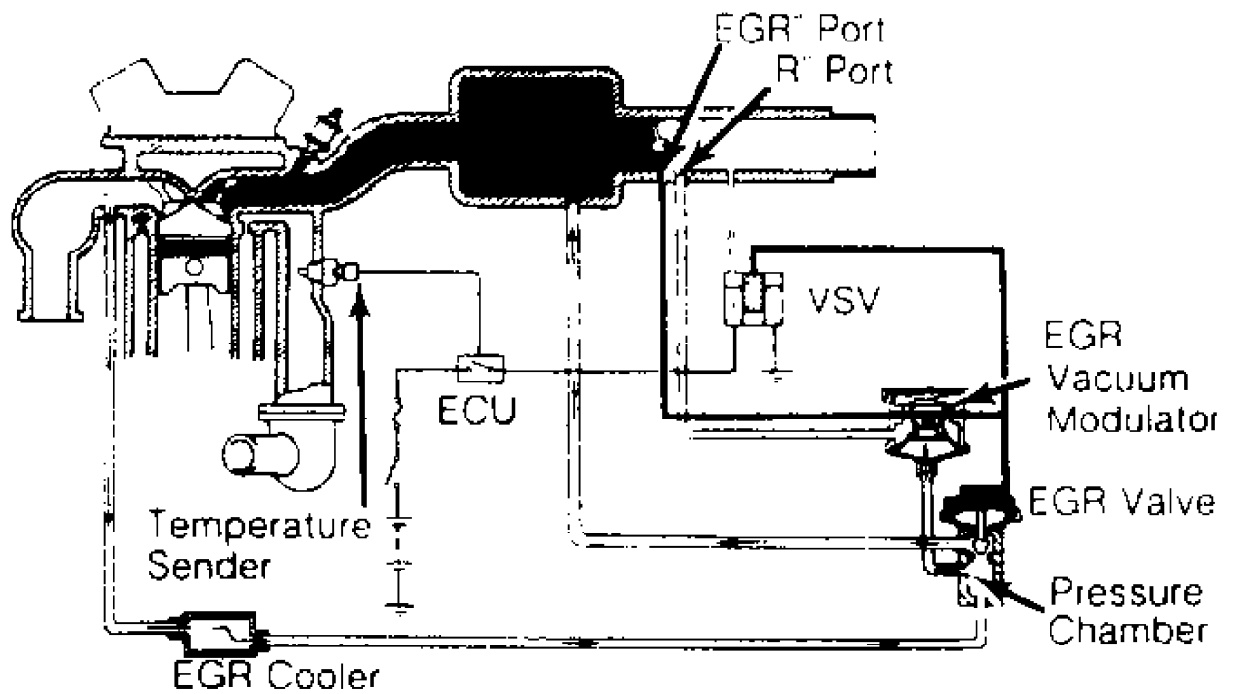 EGR" Port
R" Port
VSV
EGR
Vacuum
Modulator
ECU
EGR Valve
Temperature
Sender
Pressure
Chamber
EGR Cooler